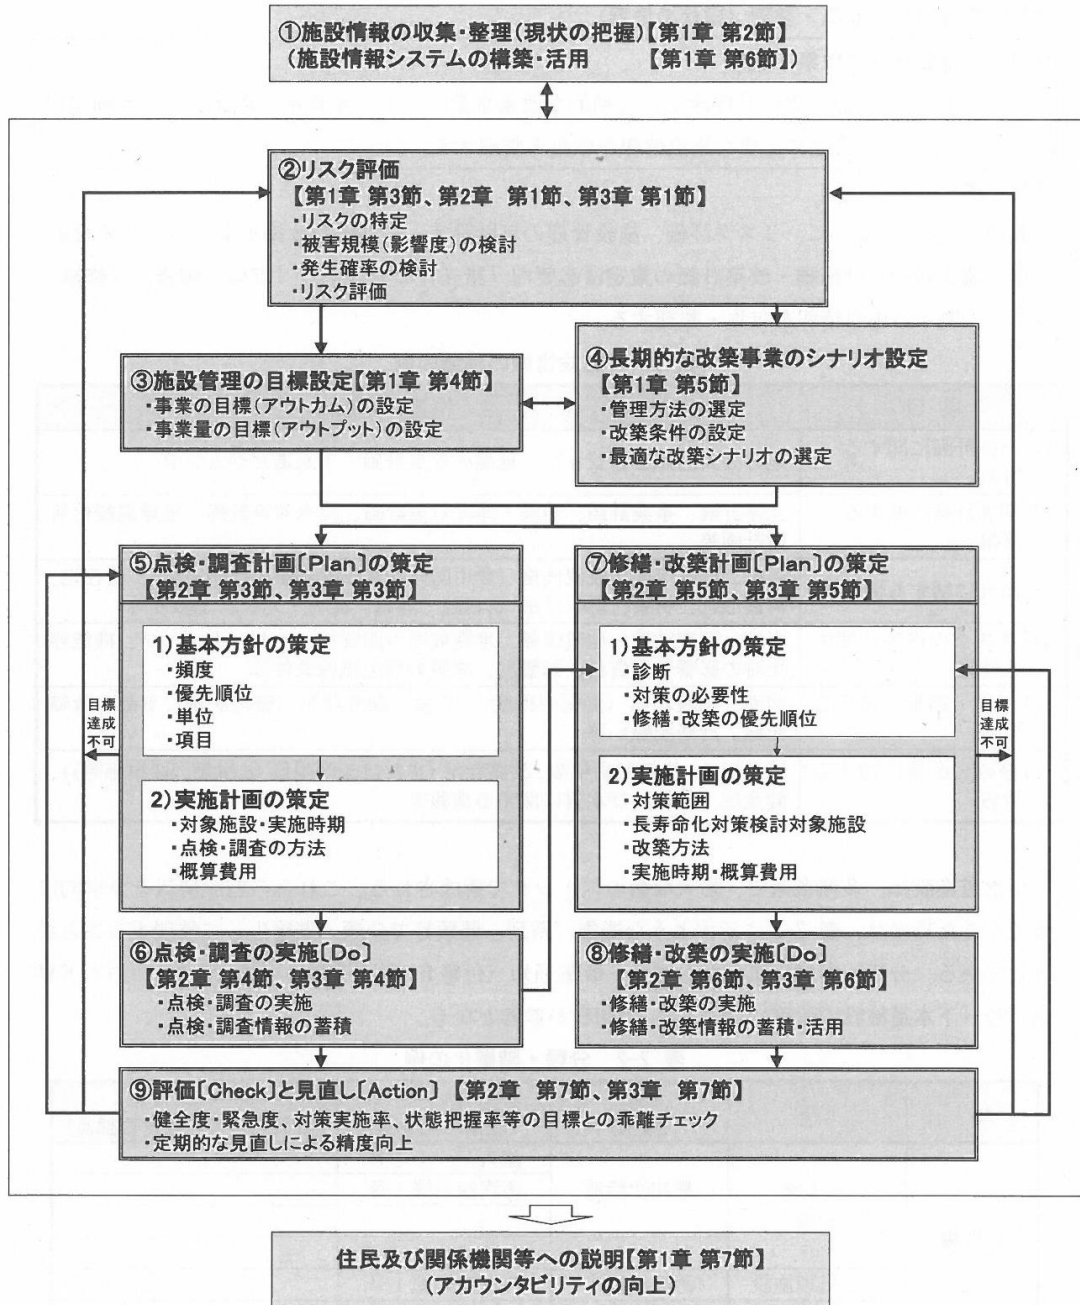 ①施設情報の収集・整理(現状の把握)【第1章 第2節】
(施設情報システムの構築・活用 【第1章 第6節】)
②リスク評価
【第1章 第3節、第2章 第1節、第3章 第1節】
・リスクの特定
・被害規模(影響度)の検討
・発生確率の検討
・リスク評価
③施設管理の目標設定【第1章 第4節】
・事業の目標(アウトカム)の設定
・事業量の目標(アウトプット)の設定
④長期的な改築事業のシナリオ設定
【第1章 第5節】
・管理方法の選定
・改築条件の設定
・最適な改築シナリオの選定
⑤点検・調査計画〔Plan〕の策定
【第2章 第3節、第3章 第3節】
1)基本方針の策定
・頻度
・優先順位
・単位
・項目
2)実施計画の策定
・対象施設・実施時期
・点検・調査の方法
・概算費用
目標
達成
不可
⑦修繕・改築計画〔Plan〕の策定
【第2章 第5節、第3章 第5節】
1)基本方針の策定
・診断
・対策の必要性
・修繕・改築の優先順位
2)実施計画の策定
・対策範囲
・長寿命化対策検討対象施設
・改築方法
・実施時期・概算費用
目標
達成
不可
⑥点検・調査の実施〔Do〕
【第2章 第4節、第3章 第4節】
・点検・調査の実施
・点検・調査情報の蓄積
⑧修繕・改築の実施〔Do〕
【第2章 第6節、第3章 第6節】
・修繕・改築の実施
・修繕・改築情報の蓄積・活用
⑨評価〔Check〕と見直し〔Action〕 【第2章 第7節、第3章 第7節】
・健全度・緊急度、対策実施率、状態把握率等の目標との乖離チェック
・定期的な見直しによる精度向上
住民及び関係機関等への説明【第1章 第7節】
(アカウンタビリティの向上)